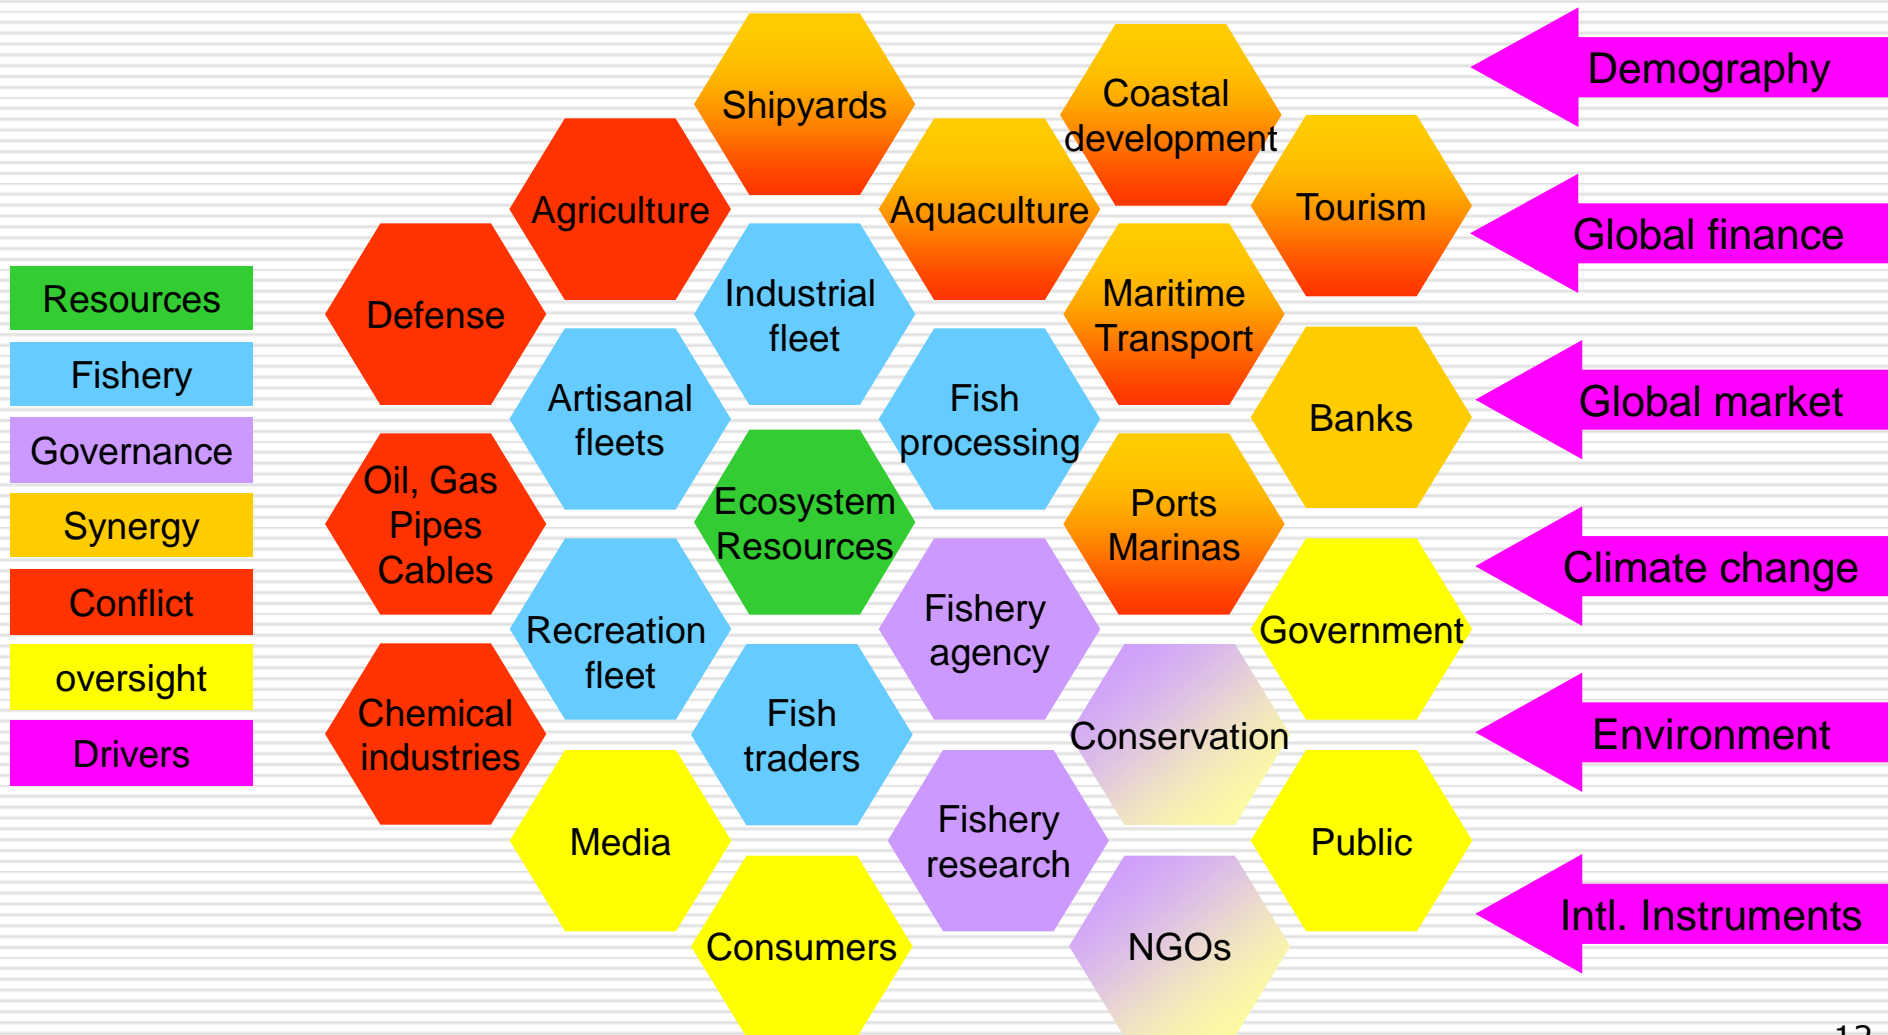 Resources
Fishery
Governance
Synergy
Conflict
oversight
Drivers
Shipyards
Coastal
development
Agriculture
Aquaculture
Tourism
Defense
Industrial
fleet
Maritime
Transport
Artisanal
fleets
Fish
processing
Banks
Oil, Gas
Pipes
Cables
Ecosystem
Resources
Ports
Marinas
Recreation
fleet
Fishery
agency
Government
Chemical
industries
Fish
traders
Conservation
Media
Fishery
research
Public
Consumers
NGOs
Demography
Global finance
Global market
Climate change
Environment
Intl. Instruments